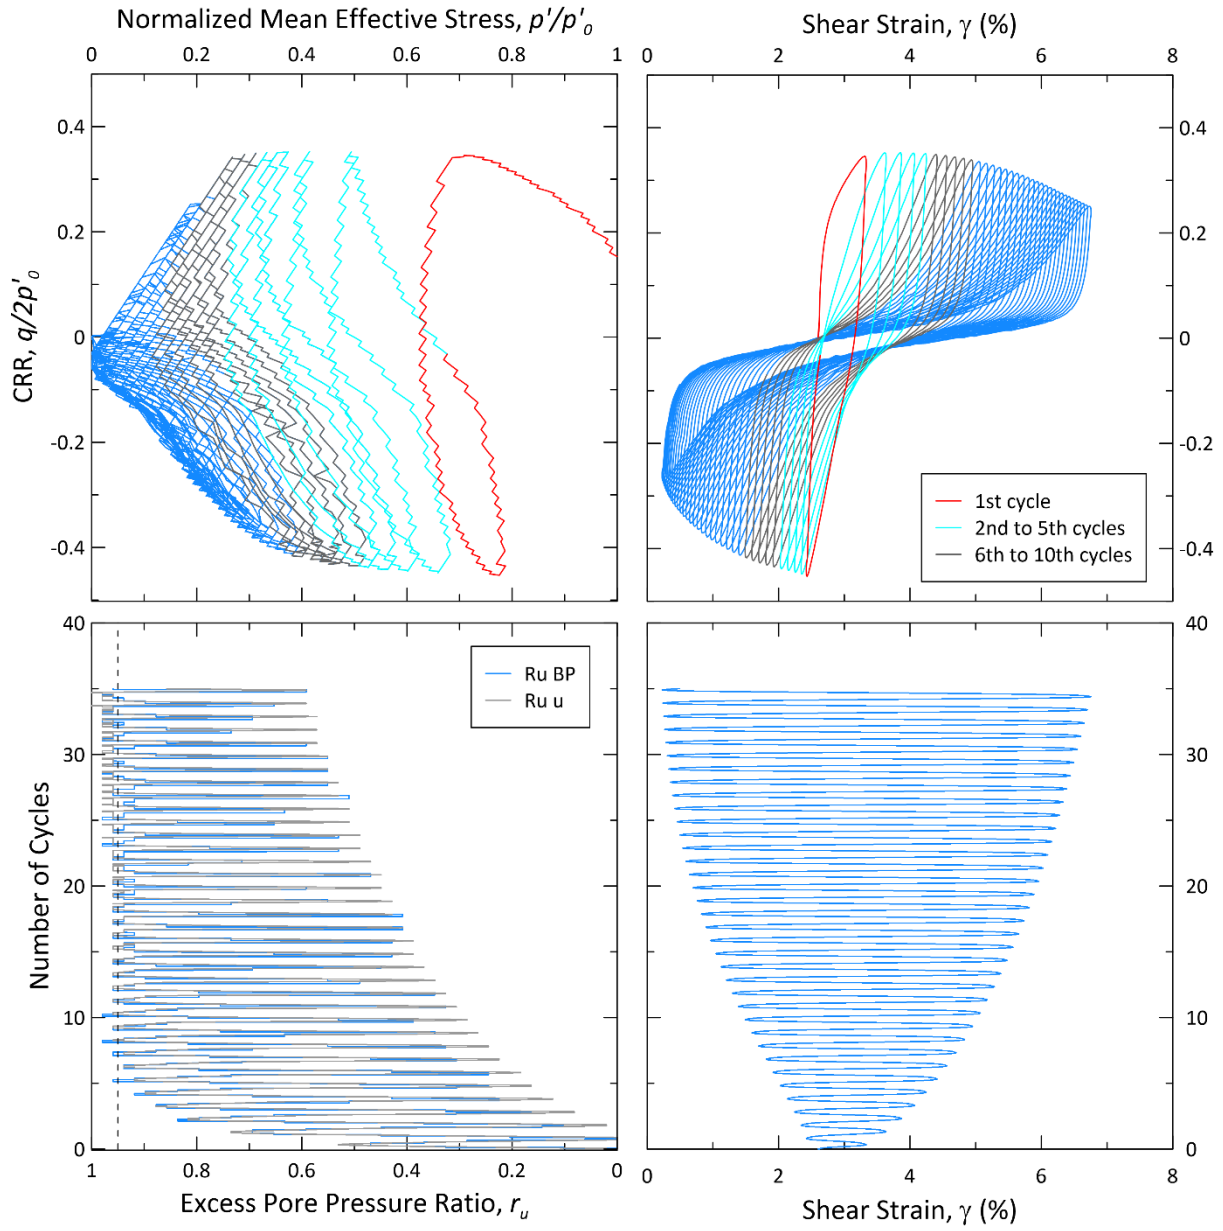 Normalized Mean Effective Stress, p'/p'₀
0 0.2 0.4 0.6 0.8 1
Shear Strain, γ (%)
0 2 4 6 8
CRR, q/2p'₀
0.4
0.2
0
-0.2
-0.4
0.4
0.2
0
-0.2
-0.4
1st cycle
2nd to 5th cycles
6th to 10th cycles
Number of Cycles
40
30
20
10
0
Ru BP
Ru u
1 0.8 0.6 0.4 0.2 0
Excess Pore Pressure Ratio, rᵤ
40
30
20
10
0
0 2 4 6 8
Shear Strain, γ (%)